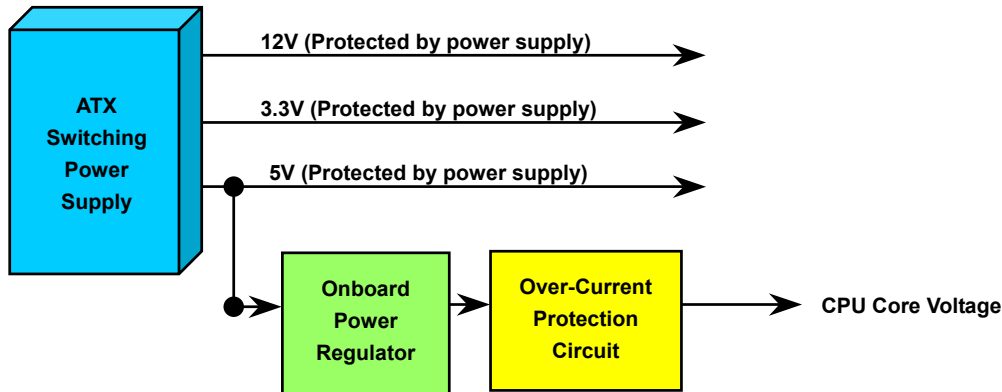 12V (Protected by power supply)
ATX
Switching
Power
Supply
3.3V (Protected by power supply)
5V (Protected by power supply)
Onboard
Power
Regulator
Over-Current
Protection
Circuit
CPU Core Voltage